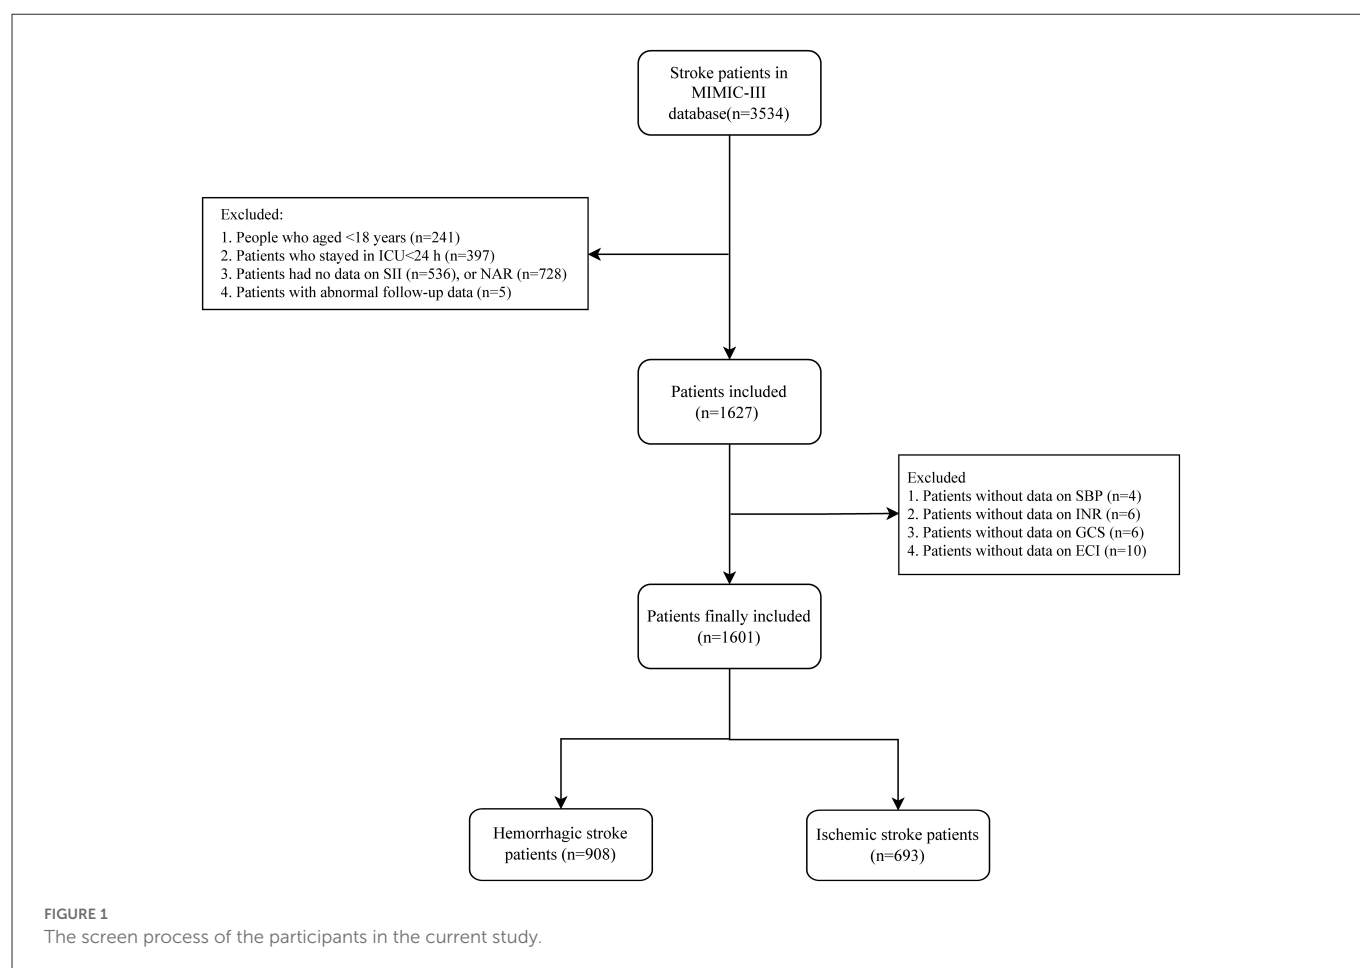 Stroke patients in
MIMIC-III
database(n=3534)
Excluded:
1. People who aged <18 years (n=241)
2. Patients who stayed in ICU<24 h (n=397)
3. Patients had no data on SII (n=536), or NAR (n=728)
4. Patients with abnormal follow-up data (n=5)
Patients included
(n=1627)
Excluded
1. Patients without data on SBP (n=4)
2. Patients without data on INR (n=6)
3. Patients without data on GCS (n=6)
4. Patients without data on ECI (n=10)
Patients finally included
(n=1601)
Hemorrhagic stroke
patients (n=908)
Ischemic stroke patients
(n=693)
FIGURE 1
The screen process of the participants in the current study.